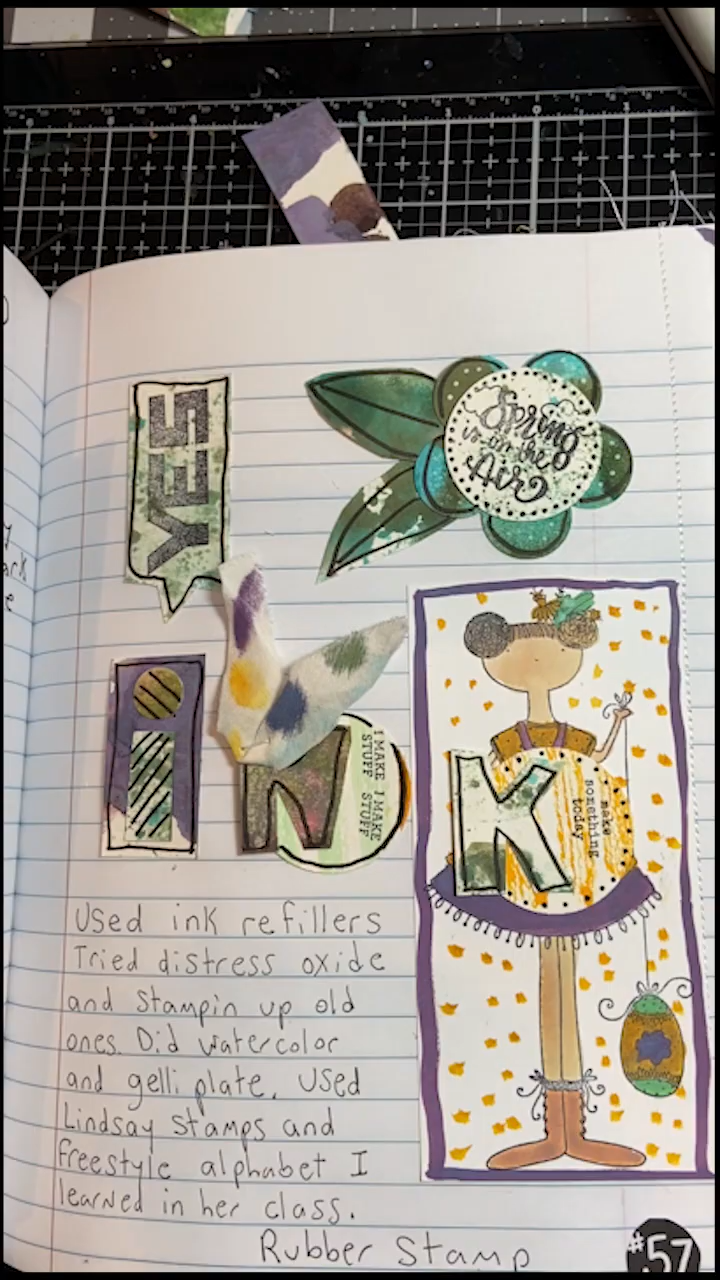 YES
Spring
is in the
Air
i
n
I MAKE I MAKE
STUFF STUFF
K
make
something
today
Used ink refillers
Tried distress oxide
and stampin up old
ones. Did watercolor
and gelli plate. Used
Lindsay stamps and
freestyle alphabet I
learned in her class.
Rubber Stamp
#57